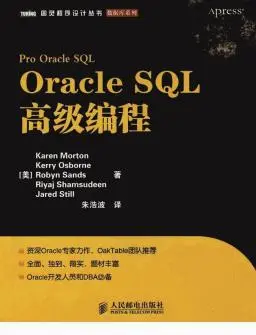 TURING 图灵程序设计丛书 数据库系列 Apress®
Pro Oracle SQL
Oracle SQL
高级编程
Karen Morton
Kerry Osborne
[美] Robyn Sands 著
Riyaj Shamsudeen
Jared Still
朱浩波 译
资深Oracle专家力作，OakTable团队推荐
全面、独到、翔实，题材丰富
Oracle开发人员和DBA必备
人民邮电出版社
POSTS & TELECOM PRESS